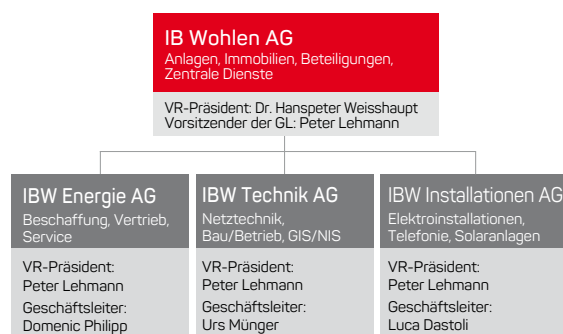 IB Wohlen AG
Anlagen, Immobilien, Beteiligungen,
Zentrale Dienste
VR-Präsident: Dr. Hanspeter Weisshaupt
Vorsitzender der GL: Peter Lehmann
IBW Energie AG
Beschaffung, Vertrieb,
Service
VR-Präsident:
Peter Lehmann
Geschäftsleiter:
Domenic Philipp
IBW Technik AG
Netztechnik,
Bau/Betrieb, GIS/NIS
VR-Präsident:
Peter Lehmann
Geschäftsleiter:
Urs Münger
IBW Installationen AG
Elektroinstallationen,
Telefonie, Solaranlagen
VR-Präsident:
Peter Lehmann
Geschäftsleiter:
Luca Dastoli